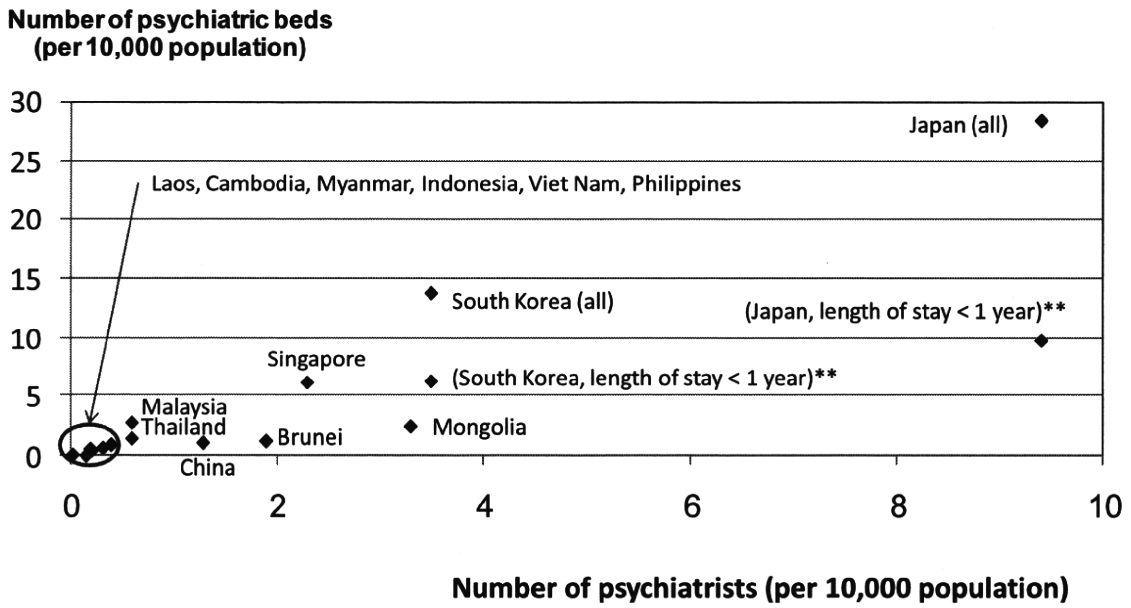 Number of psychiatric beds
(per 10,000 population)
30
Japan (all)
25
Laos, Cambodia, Myanmar, Indonesia, Viet Nam, Philippines
20
15
South Korea (all)
(Japan, length of stay < 1 year)**
10
Singapore
(South Korea, length of stay < 1 year)**
5
Malaysia
Thailand
Brunei
Mongolia
0
China
0
2
4
6
8
10
Number of psychiatrists (per 10,000 population)